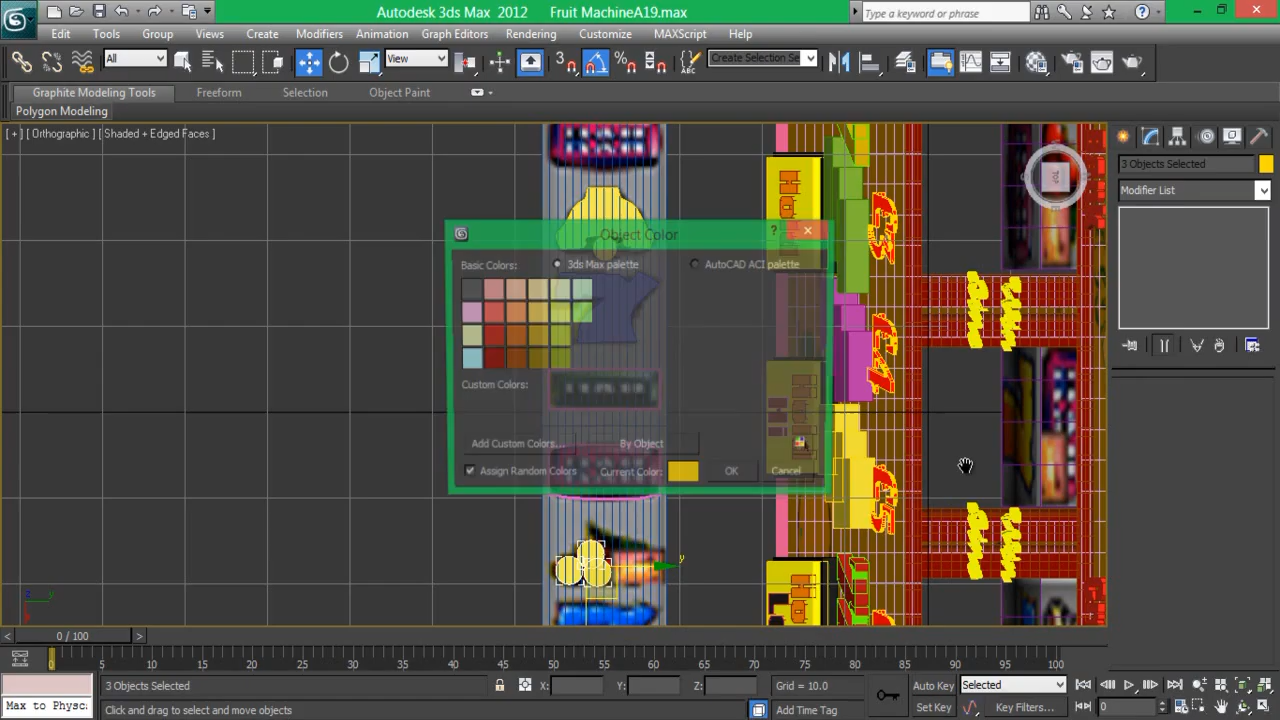 Autodesk 3ds Max 2012 Fruit MachineA19.max
Type a keyword or phrase
Edit Tools Group Views Create Modifiers Animation Graph Editors Rendering Customize MAXScript Help
All View Create Selection Se
Graphite Modeling Tools Freeform Selection Object Paint
Polygon Modeling
[ + ] [ Orthographic ] [ Shaded + Edged Faces ]
TOP
3 Objects Selected
Modifier List
Object Color
Basic Colors: 3ds Max palette AutoCAD ACI palette
Custom Colors:
Add Custom Colors... By Object
Assign Random Colors Current Color: OK Cancel
y
z y
0 / 100
0 5 10 15 20 25 30 35 40 45 50 55 60 65 70 75 80 85 90 95 100
3 Objects Selected X: Y: Z: Grid = 10.0 Auto Key Selected
Max to Physc Click and drag to select and move objects Add Time Tag Set Key Key Filters... 0